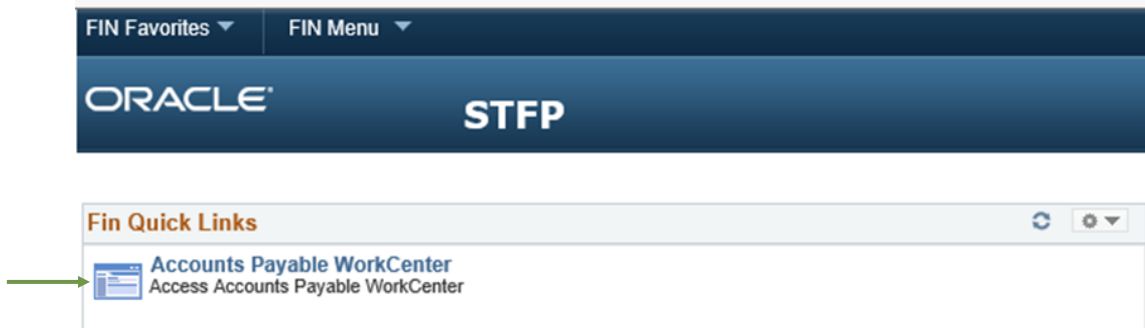 FIN Favorites FIN Menu
ORACLE STFP
Fin Quick Links
Accounts Payable WorkCenter
Access Accounts Payable WorkCenter